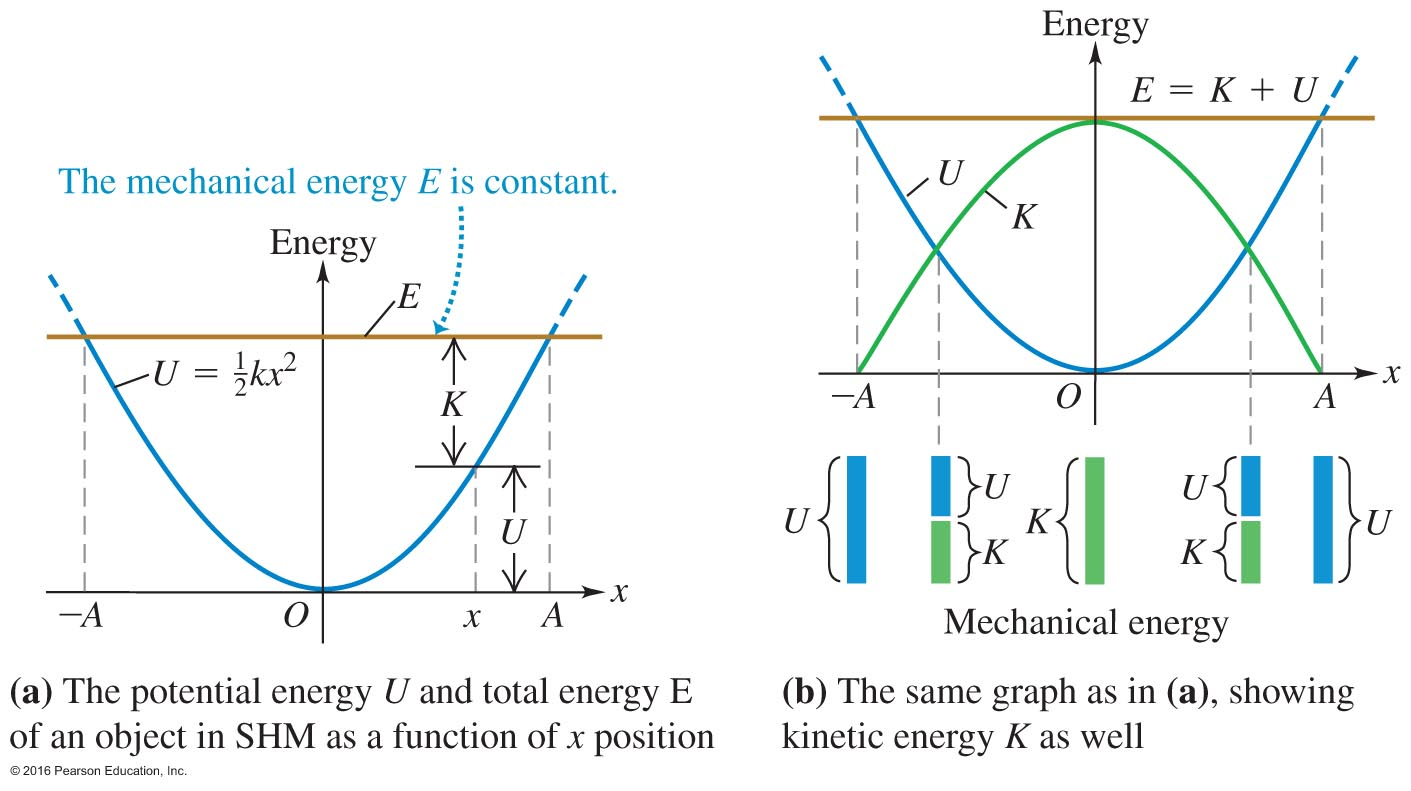 The mechanical energy E is constant.
Energy
E
U = ½kx²
K
U
−A
O
x
A
x
(a) The potential energy U and total energy E
of an object in SHM as a function of x position
© 2016 Pearson Education, Inc.
Energy
E = K + U
U
K
x
−A
O
A
U
U
K
K
U
K
U
Mechanical energy
(b) The same graph as in (a), showing
kinetic energy K as well